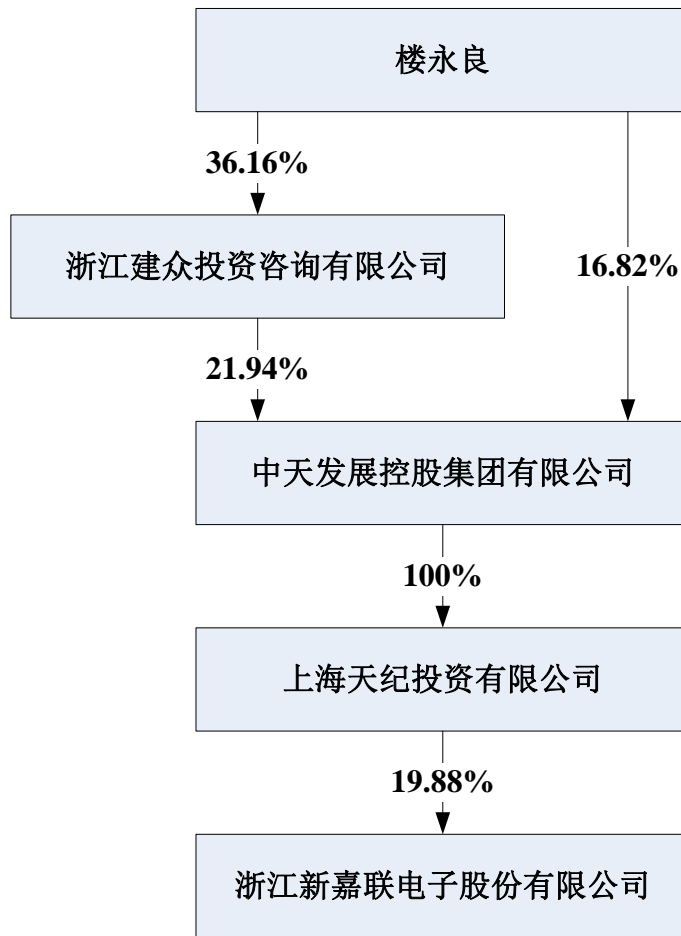 楼永良
36.16%
浙江建众投资咨询有限公司
16.82%
21.94%
中天发展控股集团有限公司
100%
上海天纪投资有限公司
19.88%
浙江新嘉联电子股份有限公司